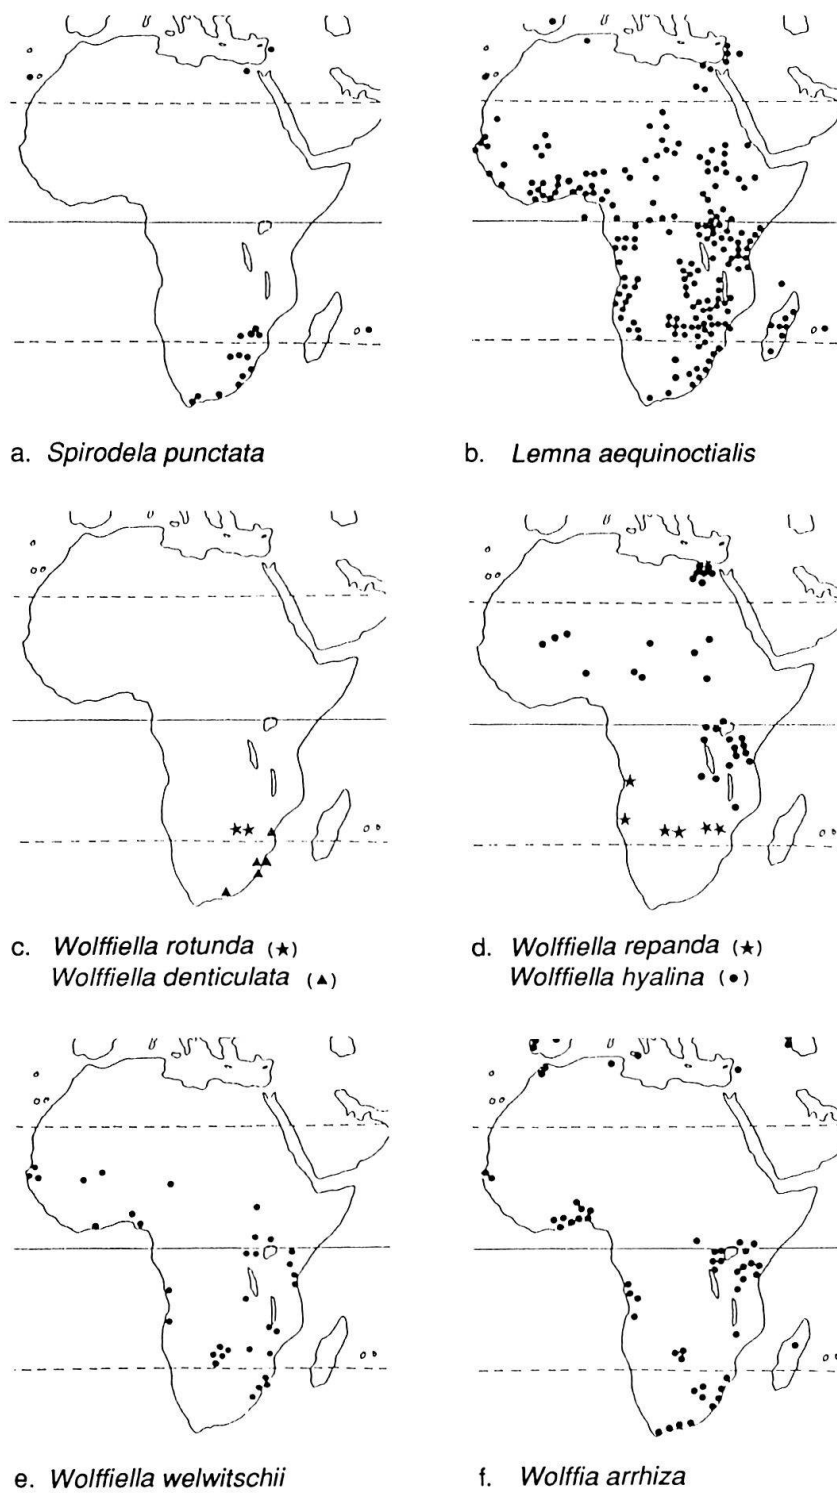 a. Spirodela punctata
b. Lemna aequinoctialis
c. Wolffiella rotunda (★)
Wolffiella denticulata (▲)
d. Wolffiella repanda (★)
Wolffiella hyalina (●)
e. Wolffiella welwitschii
f. Wolffia arrhiza